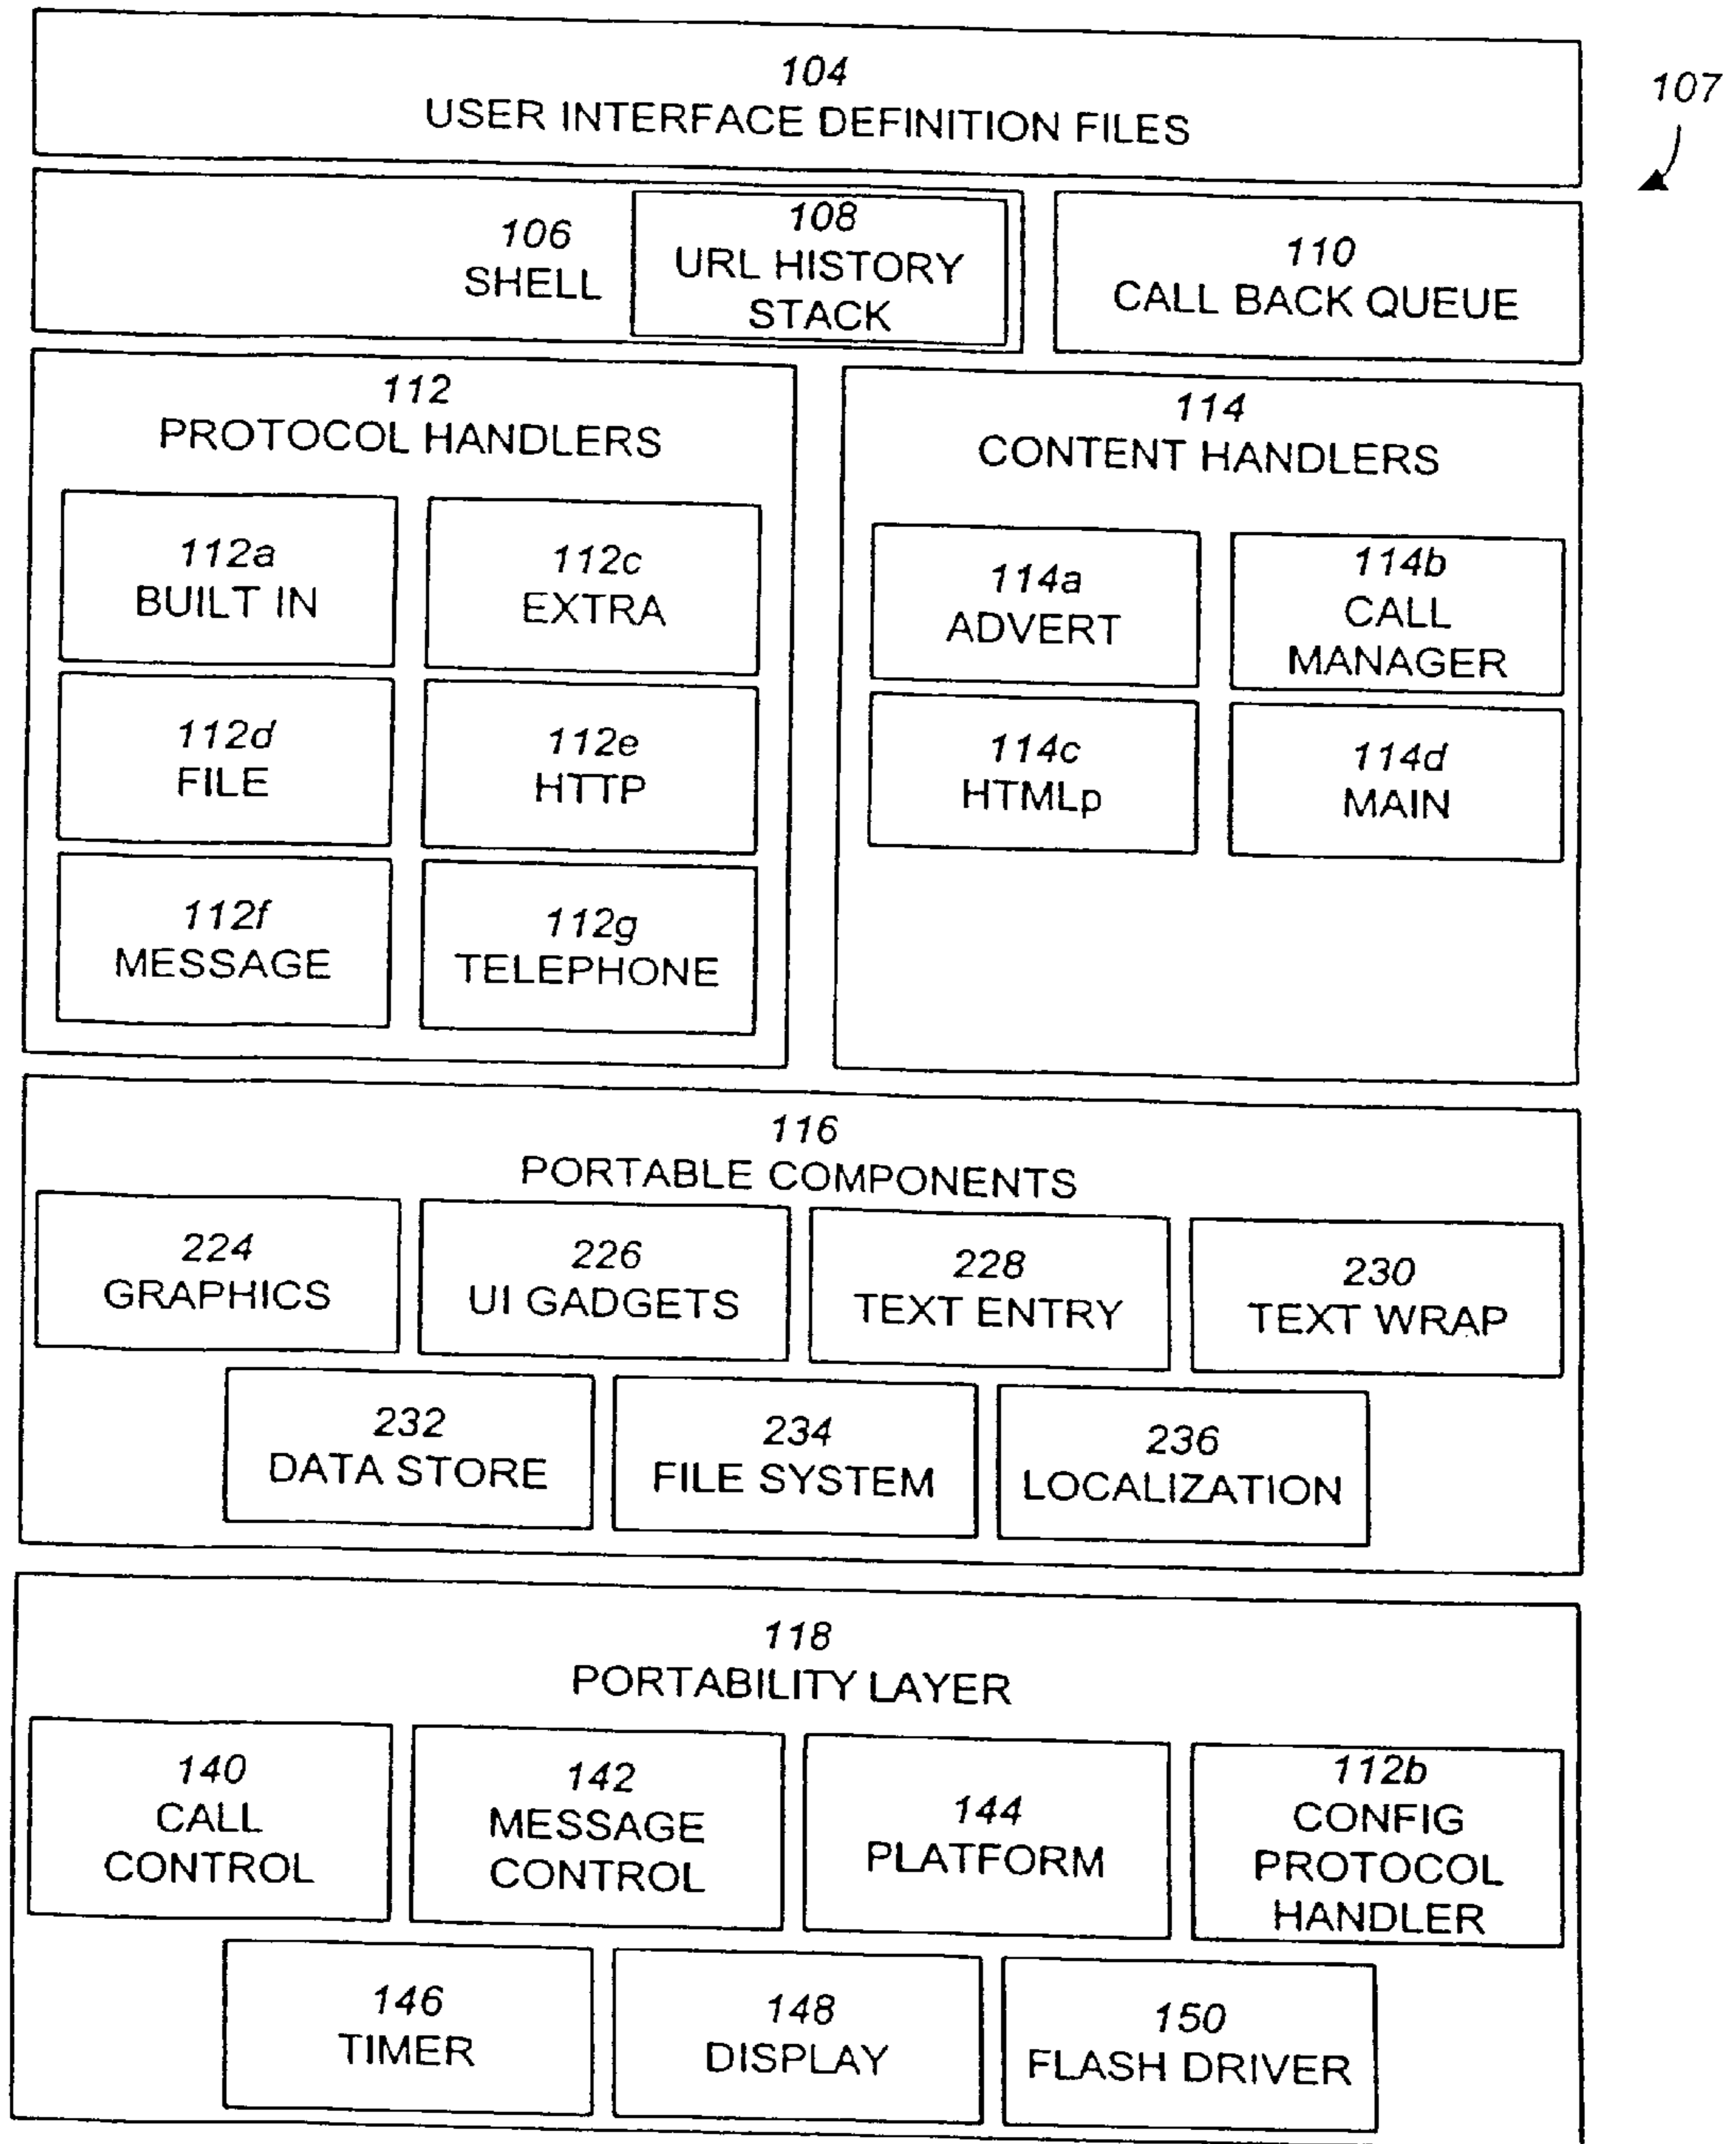 104
USER INTERFACE DEFINITION FILES
107
106
SHELL
108
URL HISTORY
STACK
110
CALL BACK QUEUE
112
PROTOCOL HANDLERS
112a
BUILT IN
112c
EXTRA
112d
FILE
112e
HTTP
112f
MESSAGE
112g
TELEPHONE
114
CONTENT HANDLERS
114a
ADVERT
114b
CALL
MANAGER
114c
HTMLp
114d
MAIN
116
PORTABLE COMPONENTS
224
GRAPHICS
226
UI GADGETS
228
TEXT ENTRY
230
TEXT WRAP
232
DATA STORE
234
FILE SYSTEM
236
LOCALIZATION
118
PORTABILITY LAYER
140
CALL
CONTROL
142
MESSAGE
CONTROL
144
PLATFORM
112b
CONFIG
PROTOCOL
HANDLER
146
TIMER
148
DISPLAY
150
FLASH DRIVER